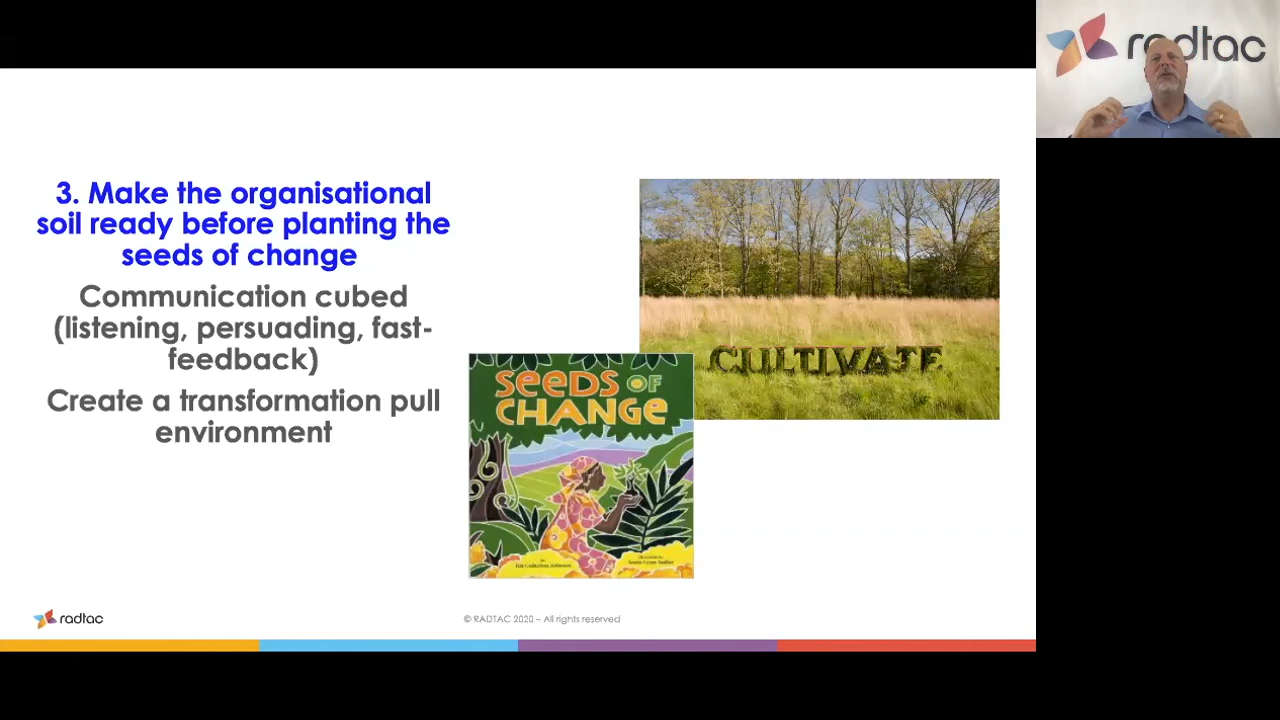 radtac
3. Make the organisational
soil ready before planting the
seeds of change
Communication cubed
(listening, persuading, fast-
feedback)
Create a transformation pull
environment
CULTIVATE
SEEDS OF
CHANGE
radtac
© RADTAC 2020 – All rights reserved